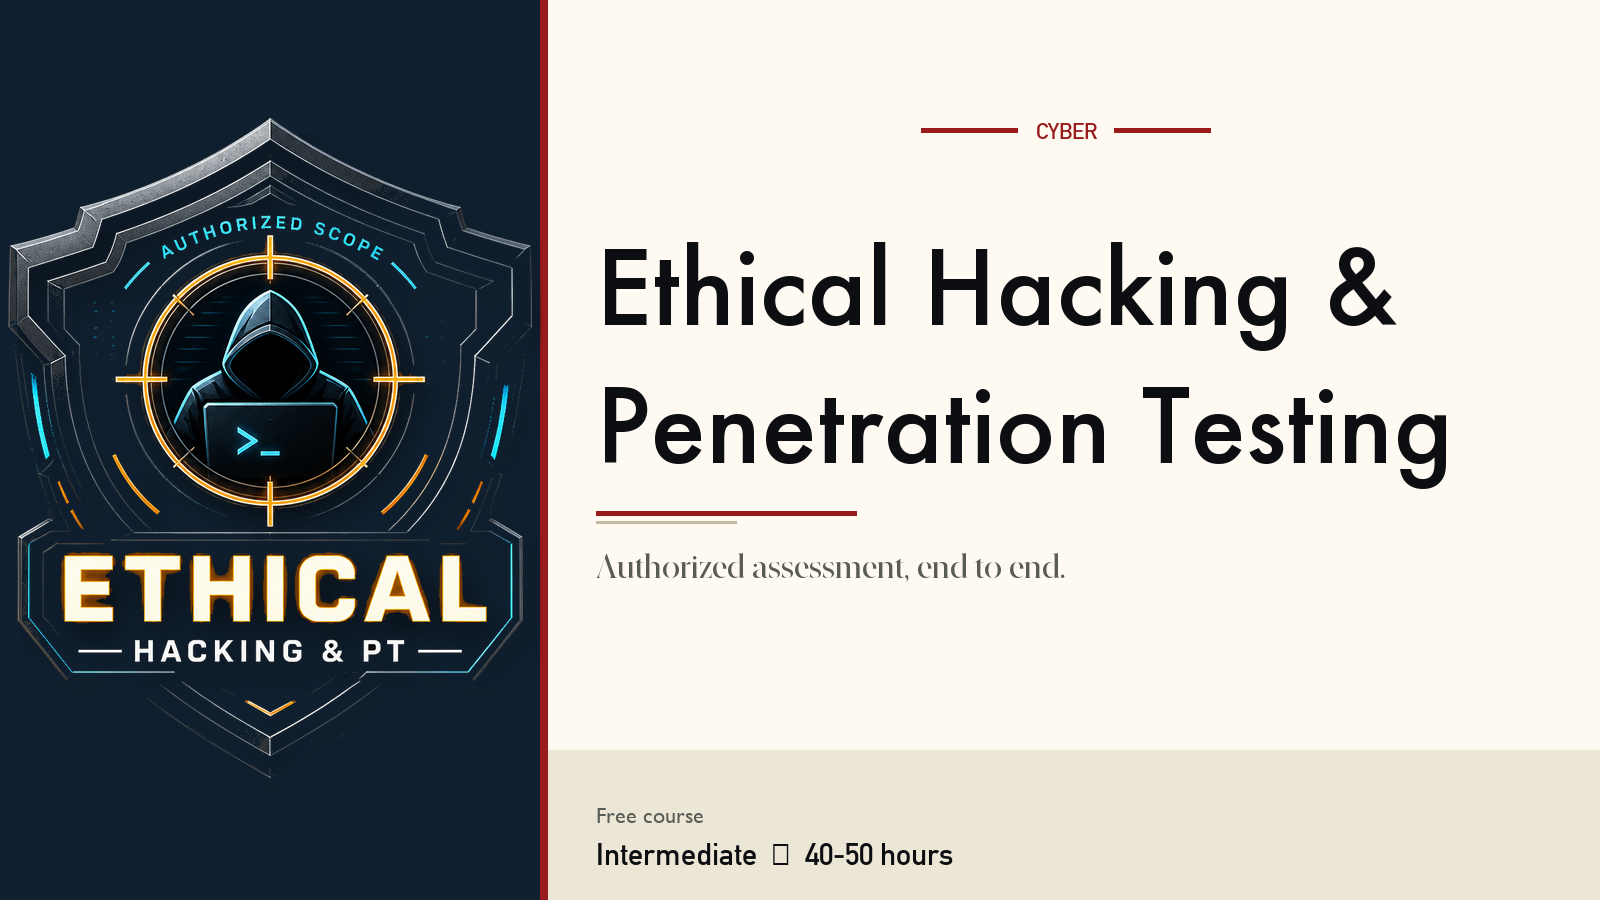 AUTHORIZED SCOPE
>_
ETHICAL
HACKING & PT
CYBER
Ethical Hacking &
Penetration Testing
Authorized assessment, end to end.
Free course
Intermediate □ 40-50 hours